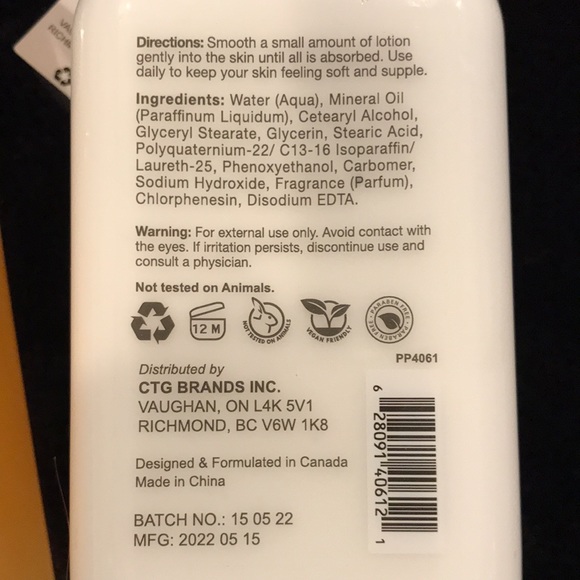 Directions: Smooth a small amount of lotion
gently into the skin until all is absorbed. Use
daily to keep your skin feeling soft and supple.
Ingredients: Water (Aqua), Mineral Oil
(Paraffinum Liquidum), Cetearyl Alcohol,
Glyceryl Stearate, Glycerin, Stearic Acid,
Polyquaternium-22/ C13-16 Isoparaffin/
Laureth-25, Phenoxyethanol, Carbomer,
Sodium Hydroxide, Fragrance (Parfum),
Chlorphenesin, Disodium EDTA.
Warning: For external use only. Avoid contact with
the eyes. If irritation persists, discontinue use and
consult a physician.
Not tested on Animals.
12 M
NOT TESTED ON ANIMALS
VEGAN FRIENDLY
PARABEN FREE • PARABEN FREE •
PP4061
Distributed by
CTG BRANDS INC.
VAUGHAN, ON L4K 5V1
RICHMOND, BC V6W 1K8
Designed & Formulated in Canada
Made in China
BATCH NO.: 15 05 22
MFG: 2022 05 15
6 28091 40612 1